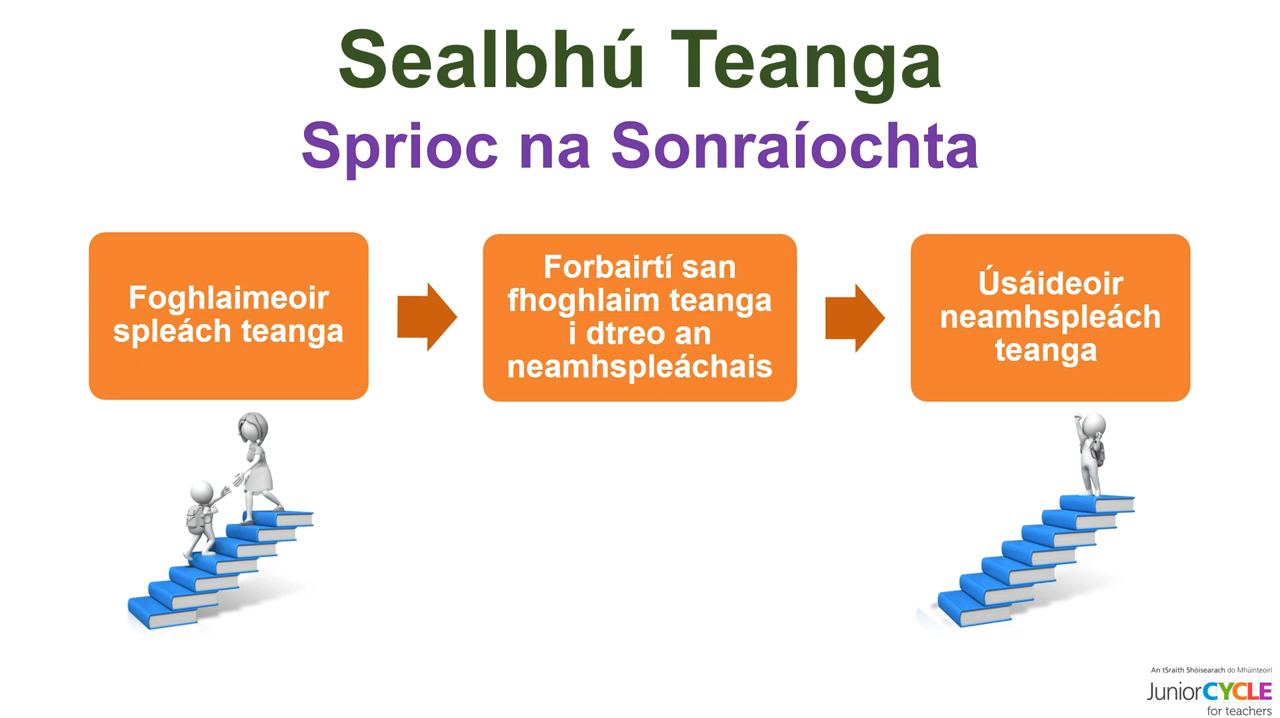 Sealbhú Teanga
Sprioc na Sonraíochta
Foghlaimeoir
spleách teanga
Forbairtí san
fhoghlaim teanga
i dtreo an
neamhspleáchais
Úsáideoir
neamhspleách
teanga
An tSraith Shóisearach do Mhúinteoirí
JuniorCYCLE
for teachers